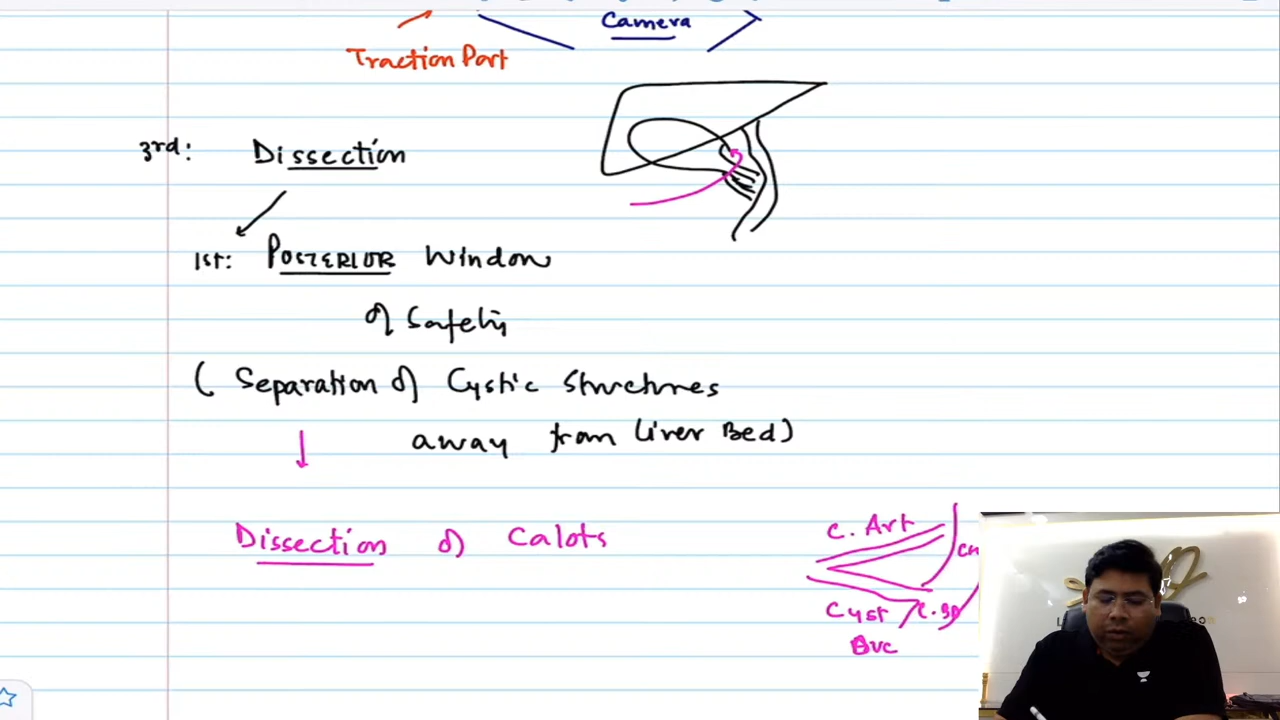 Camera
Traction Part
3rd: Dissection
1st: POSTERIOR Window
of Safety
( Separation of Cystic Structures
away from Liver Bed)
Dissection of Calots
C. Art
Cyst
Duc
C.BD